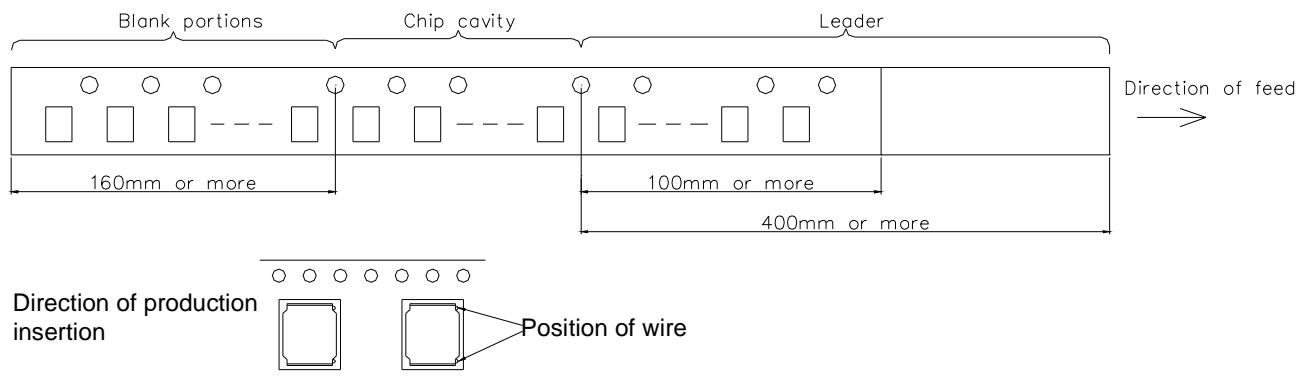 Blank portions
Chip cavity
Leader
Direction of feed
160mm or more
100mm or more
400mm or more
Direction of production
insertion
Position of wire